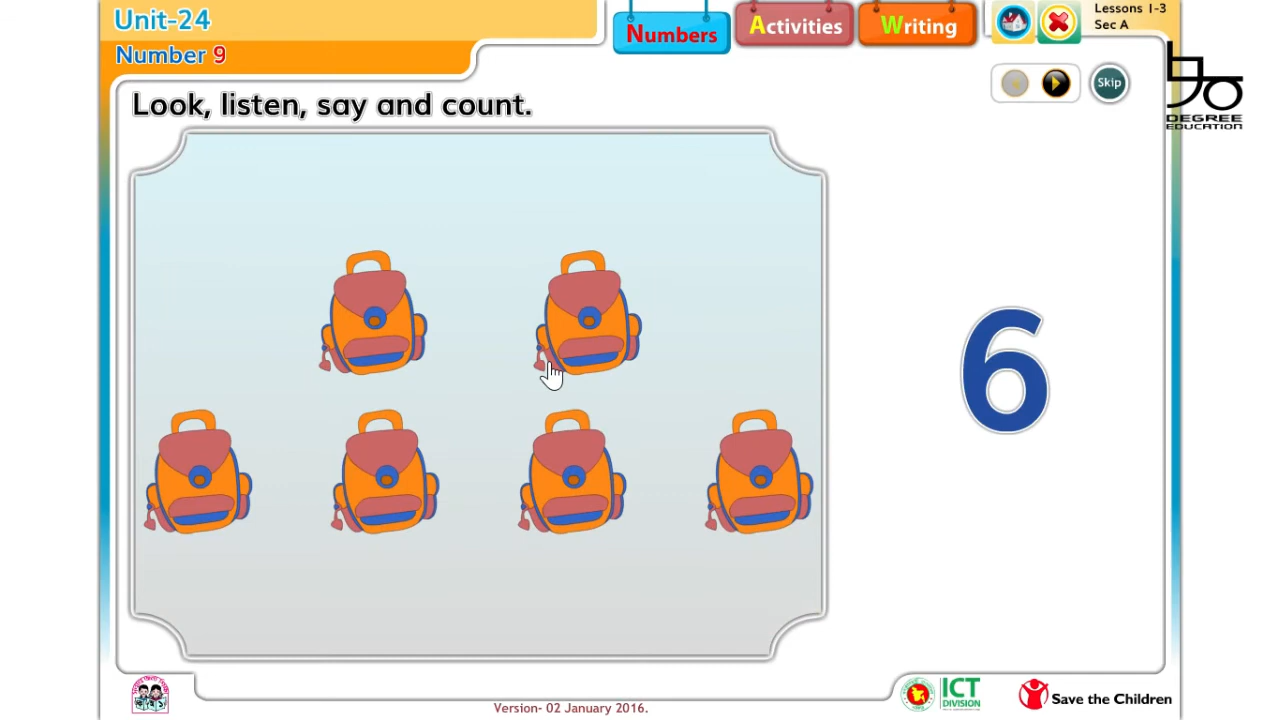 Unit-24
Number 9
Numbers
Activities
Writing
Lessons 1-3
Sec A
Skip
DEGREE
EDUCATION
Look, listen, say and count.
6
Version- 02 January 2016.
ICT
DIVISION
Save the Children